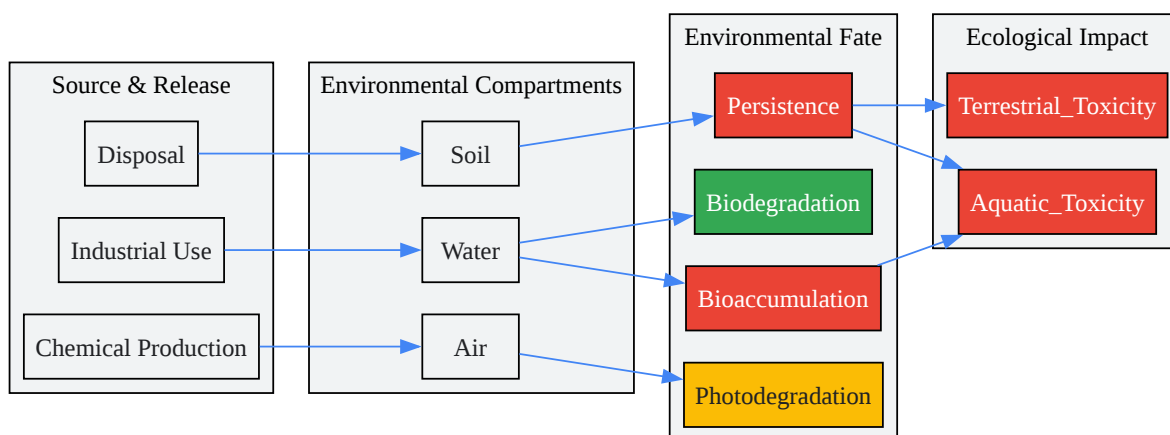 Source & Release
Disposal
Industrial Use
Chemical Production
Environmental Compartments
Soil
Water
Air
Environmental Fate
Persistence
Biodegradation
Bioaccumulation
Photodegradation
Ecological Impact
Terrestrial_Toxicity
Aquatic_Toxicity